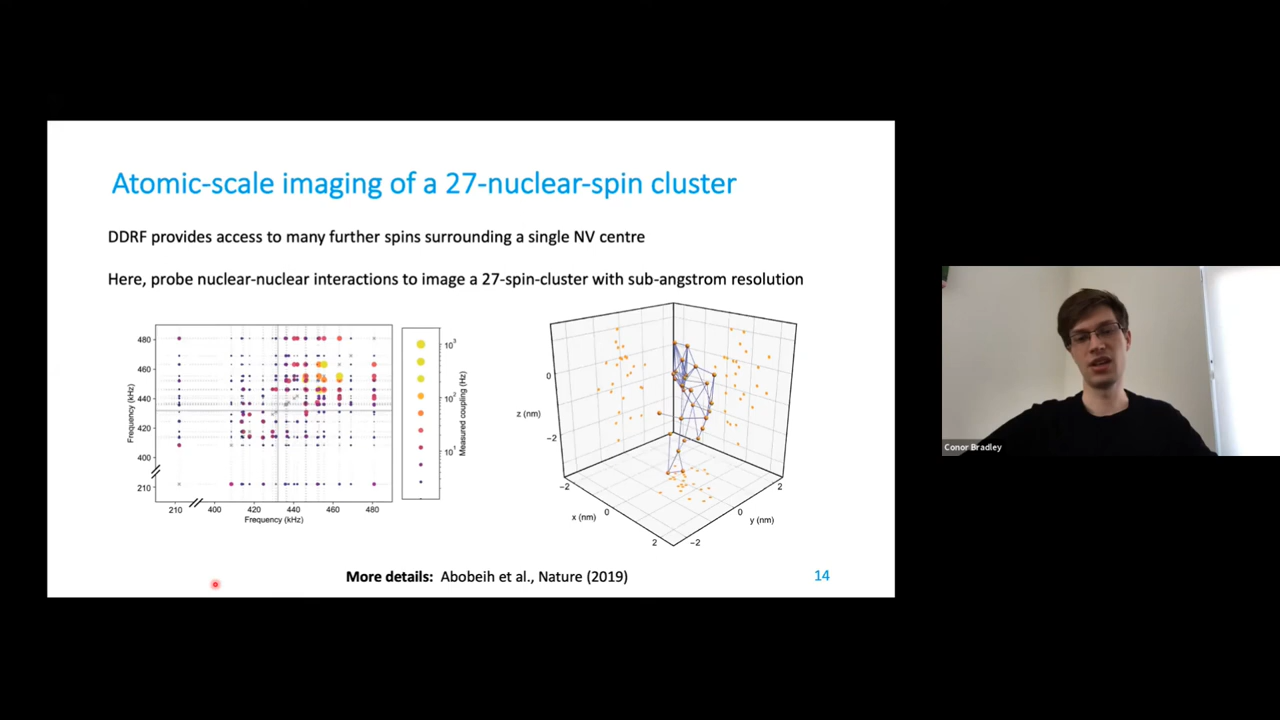 Atomic-scale imaging of a 27-nuclear-spin cluster
DDRF provides access to many further spins surrounding a single NV centre
Here, probe nuclear-nuclear interactions to image a 27-spin-cluster with sub-angstrom resolution
480
460
440
420
400
210
Frequency (kHz)
210
400
420
440
460
480
Frequency (kHz)
10³
10²
10¹
Measured coupling (Hz)
0
−2
z (nm)
−2
0
2
x (nm)
2
0
−2
y (nm)
Conor Bradley
More details: Abobeih et al., Nature (2019)
14